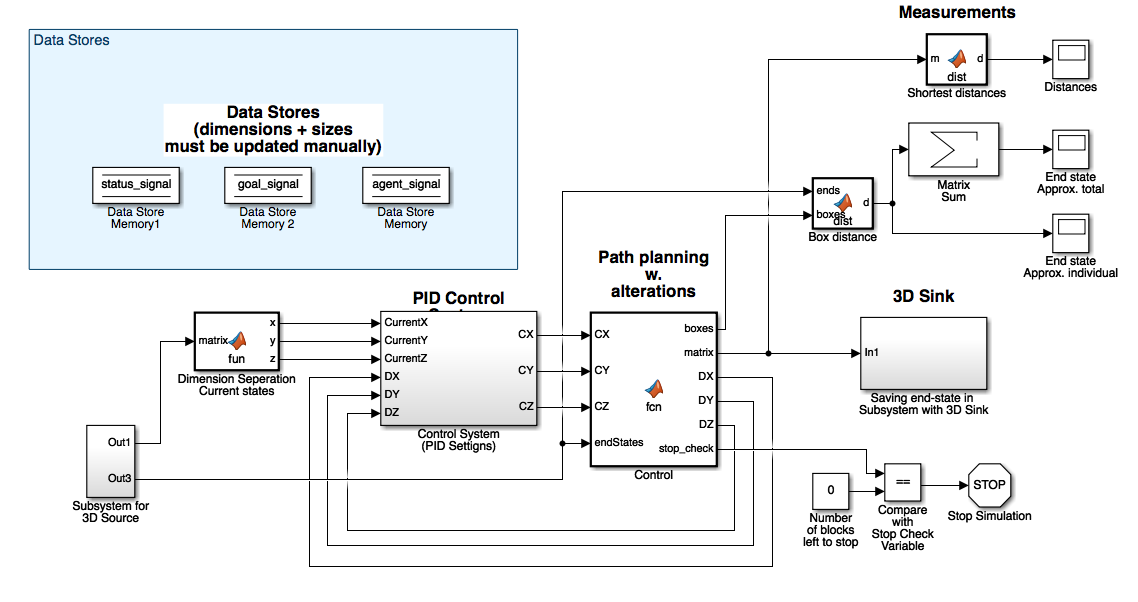 Measurements
Data Stores
Data Stores
(dimensions + sizes
must be updated manually)
status_signal
Data Store
Memory1
goal_signal
Data Store
Memory 2
agent_signal
Data Store
Memory
m
d
dist
Shortest distances
Distances
Matrix
Sum
End state
Approx. total
ends
boxes
d
dist
Box distance
End state
Approx. individual
matrix
x
y
z
fun
Dimension Seperation
Current states
PID Control
CurrentX
CurrentY
CurrentZ
DX
DY
DZ
CX
CY
CZ
Control System
(PID Settigns)
Path planning
w.
alterations
CX
CY
CZ
endStates
fcn
boxes
matrix
DX
DY
DZ
stop_check
Control
3D Sink
In1
Saving end-state in
Subsystem with 3D Sink
Out1
Out3
Subsystem for
3D Source
0
Number
of blocks
left to stop
==
Compare
with
Stop Check
Variable
STOP
Stop Simulation